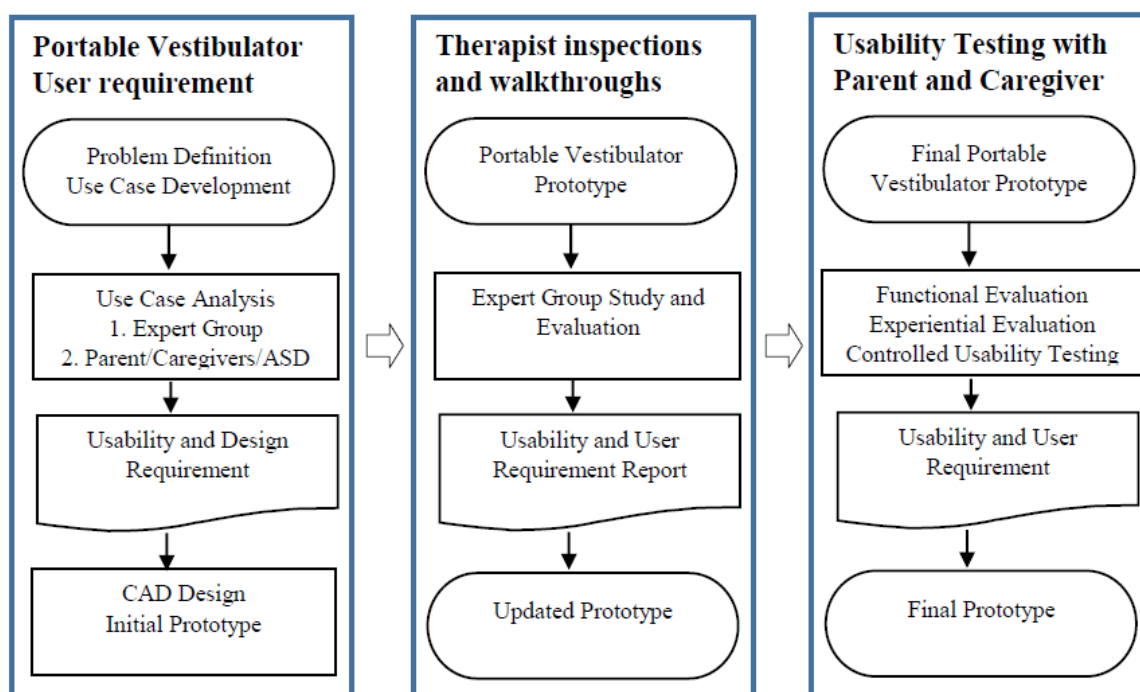 Portable Vestibulator
User requirement
Problem Definition
Use Case Development
Use Case Analysis
1. Expert Group
2. Parent/Caregivers/ASD
Usability and Design
Requirement
CAD Design
Initial Prototype
Therapist inspections
and walkthroughs
Portable Vestibulator
Prototype
Expert Group Study and
Evaluation
Usability and User
Requirement Report
Updated Prototype
Usability Testing with
Parent and Caregiver
Final Portable
Vestibulator Prototype
Functional Evaluation
Experiential Evaluation
Controlled Usability Testing
Usability and User
Requirement
Final Prototype